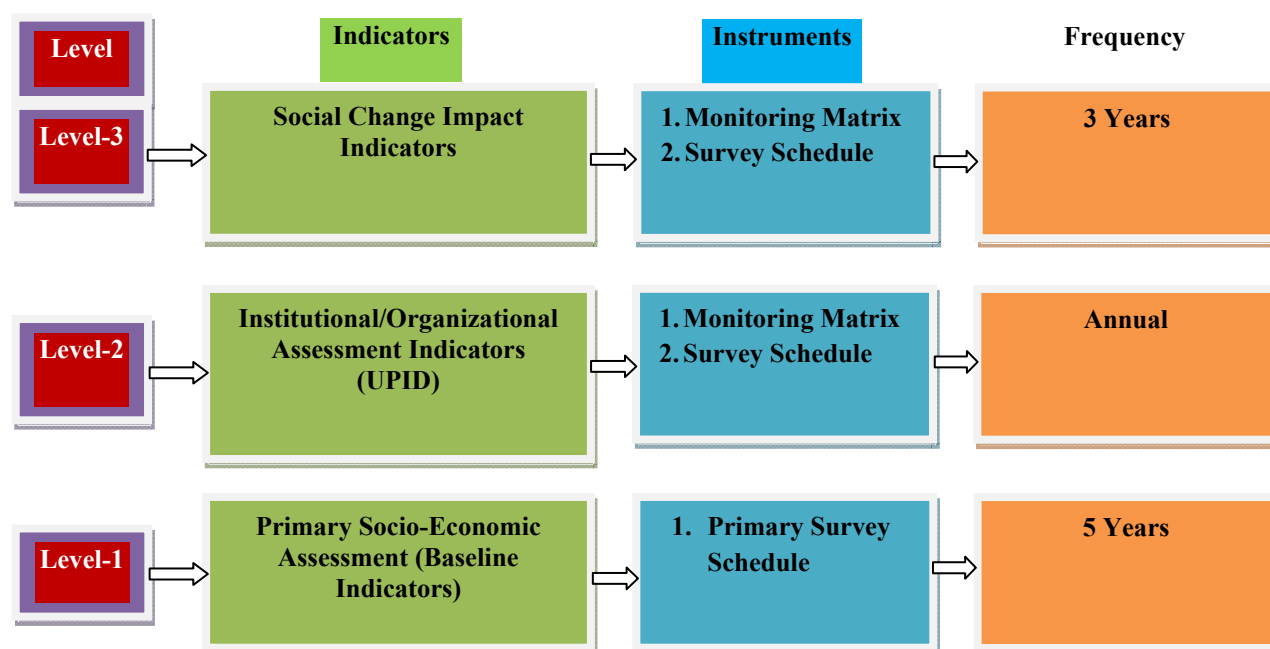 Level
Indicators
Instruments
Frequency
Level-3
Social Change Impact
Indicators
1. Monitoring Matrix
2. Survey Schedule
3 Years
Level-2
Institutional/Organizational
Assessment Indicators
(UPID)
1. Monitoring Matrix
2. Survey Schedule
Annual
Level-1
Primary Socio-Economic
Assessment (Baseline
Indicators)
1. Primary Survey
Schedule
5 Years